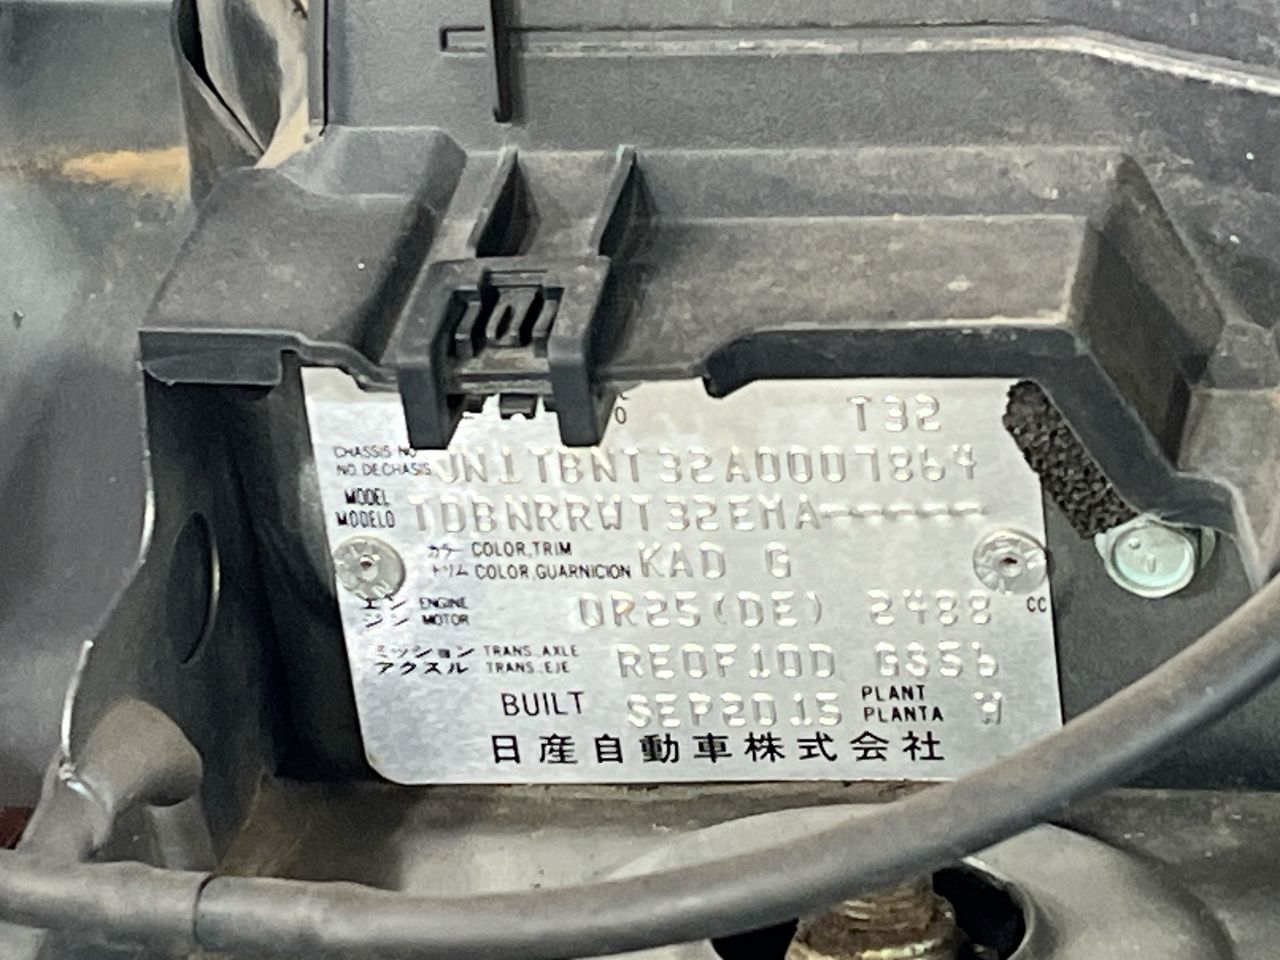 T32
CHASSIS NO
NO. DE CHASIS JN1TBNT32A0007864
MODEL
MODELO TDBNRRWT32EMA-----
カラー COLOR, TRIM
トリム COLOR, GUARNICION KAD G
エン ENGINE
ジン MOTOR QR25(DE) 2488 CC
ミッション TRANS. AXLE
アクスル TRANS. EJE RE0F10D GS56
BUILT SEP2015 PLANT
PLANTA W
日産自動車株式会社